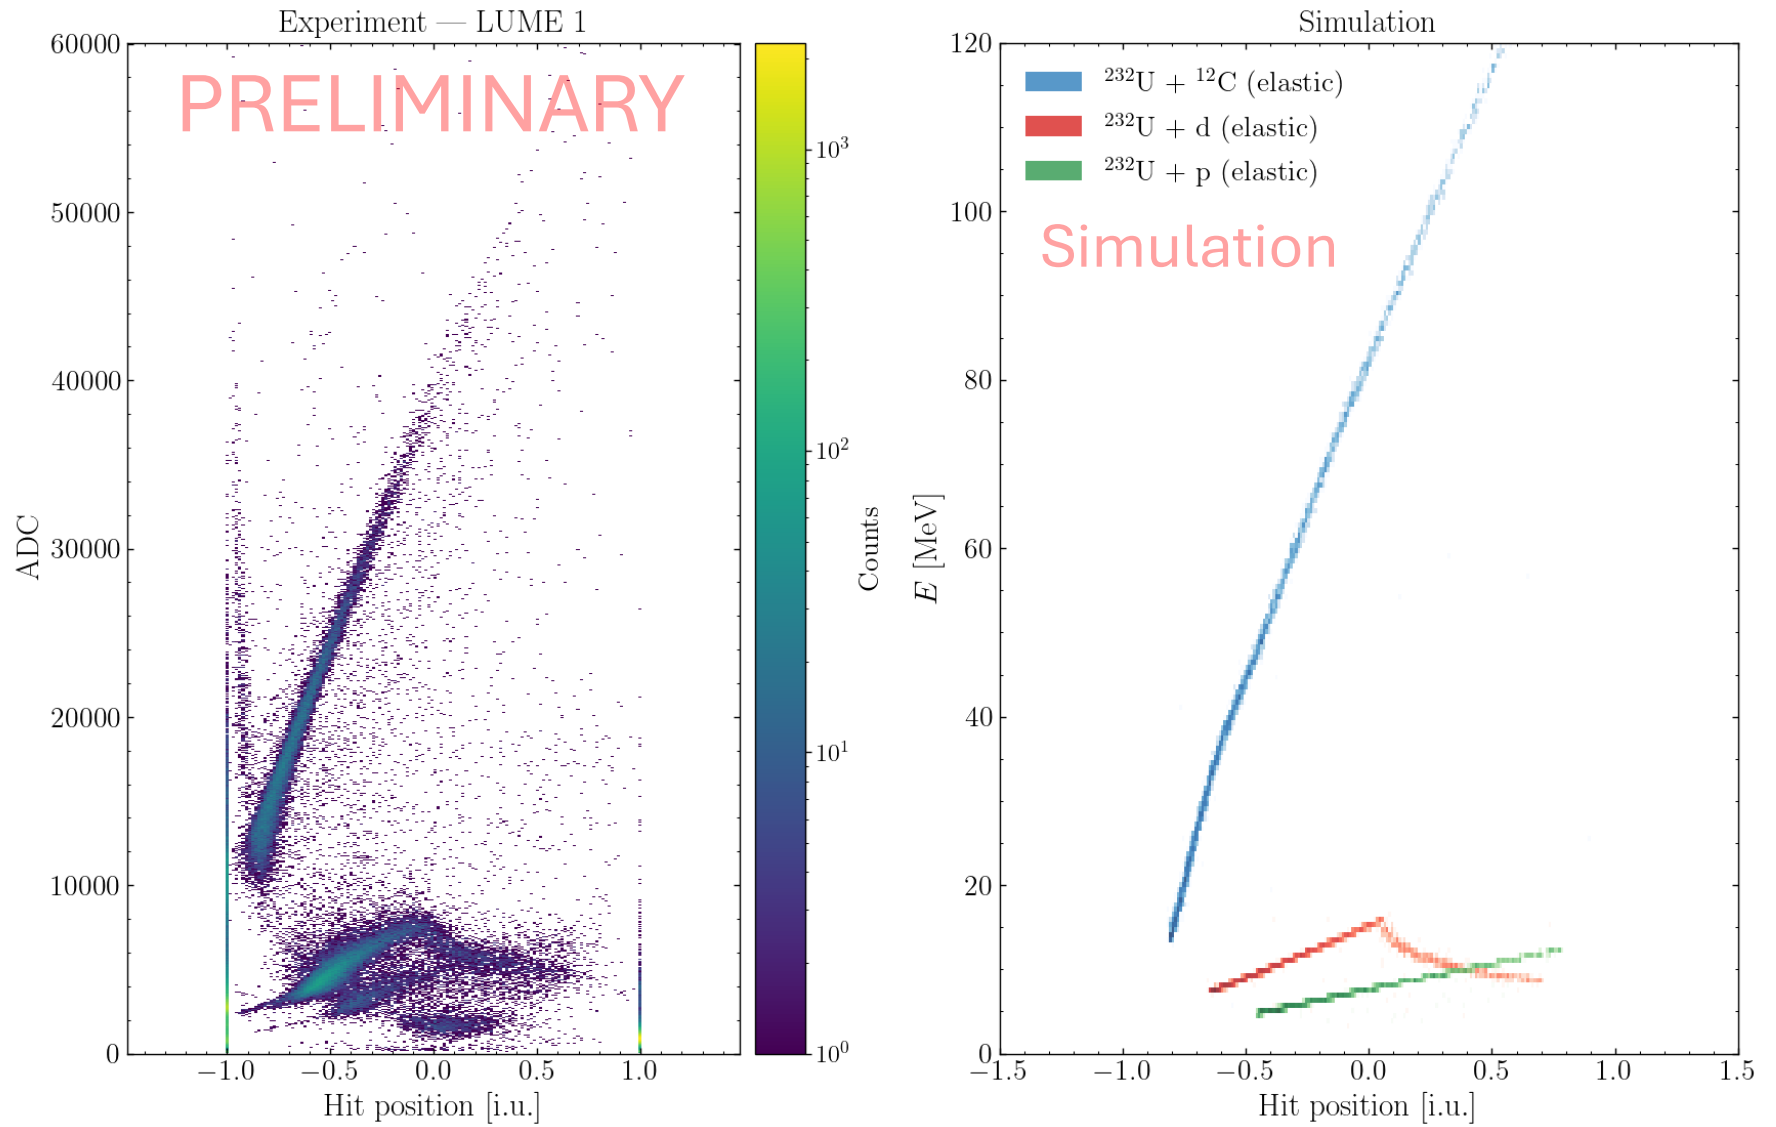 Experiment — LUME 1
60000
50000
40000
30000
20000
10000
0
ADC
PRELIMINARY
−1.0 −0.5 0.0 0.5 1.0
Hit position [i.u.]
10³
10²
10¹
10⁰
Counts
Simulation
120
100
80
60
40
20
0
E [MeV]
²³²U + ¹²C (elastic)
²³²U + d (elastic)
²³²U + p (elastic)
Simulation
−1.5 −1.0 −0.5 0.0 0.5 1.0 1.5
Hit position [i.u.]